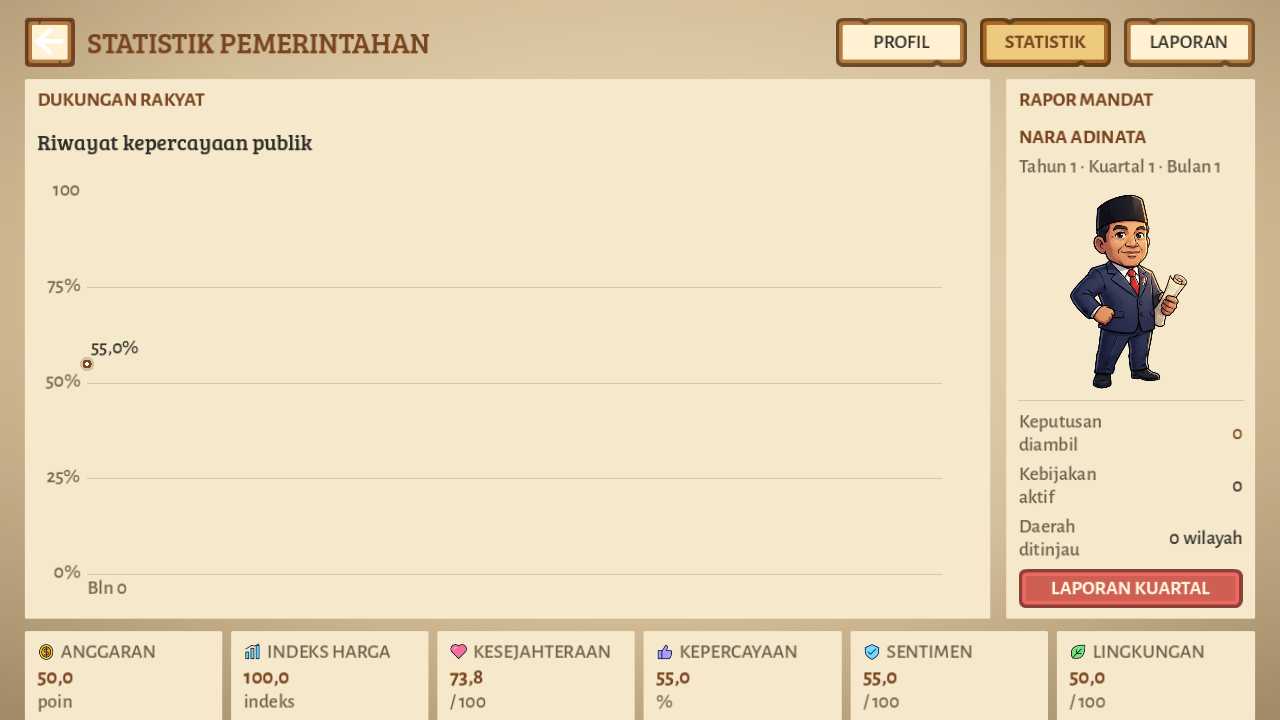 STATISTIK PEMERINTAHAN
PROFIL
STATISTIK
LAPORAN
DUKUNGAN RAKYAT
Riwayat kepercayaan publik
100
75%
55,0%
50%
25%
0%
Bln 0
RAPOR MANDAT
NARA ADINATA
Tahun 1 · Kuartal 1 · Bulan 1
Keputusan
diambil
0
Kebijakan
aktif
0
Daerah
ditinjau
0 wilayah
LAPORAN KUARTAL
ANGGARAN
50,0
poin
INDEKS HARGA
100,0
indeks
KESEJAHTERAAN
73,8
/ 100
KEPERCAYAAN
55,0
%
SENTIMEN
55,0
/ 100
LINGKUNGAN
50,0
/ 100